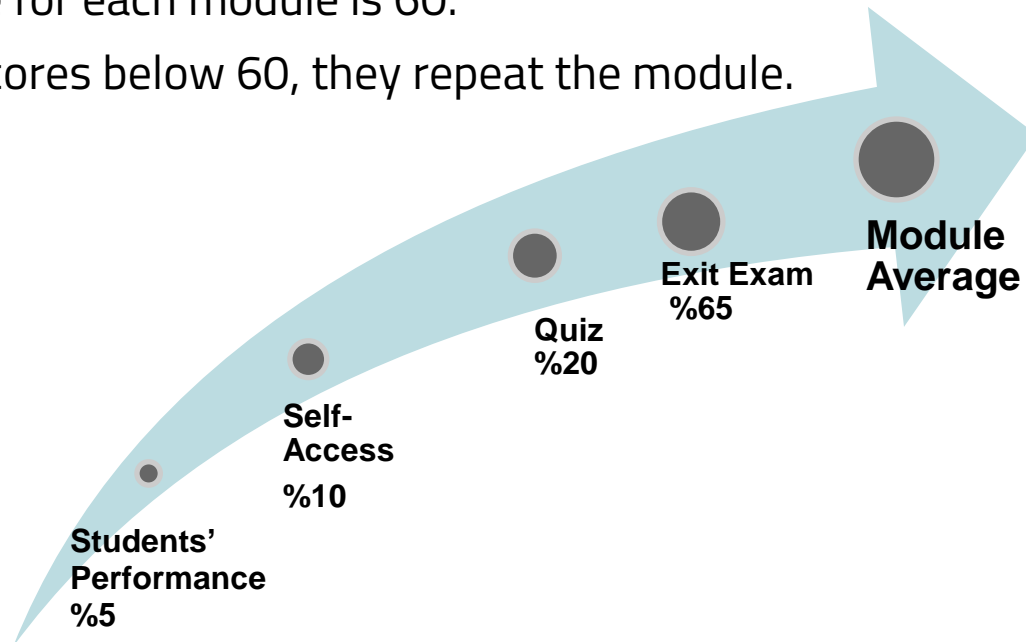 for each module is 60.
cores below 60, they repeat the module.
Module
Average
Exit Exam
%65
Quiz
%20
Self-
Access
%10
Students’
Performance
%5